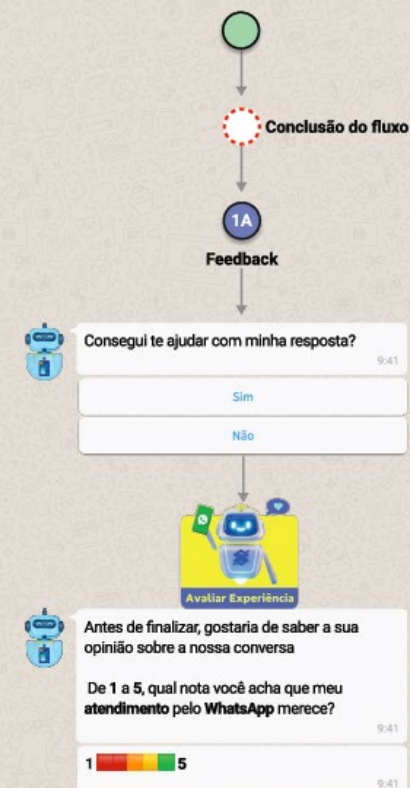 Conclusão do fluxo
1A
Feedback
Consegui te ajudar com minha resposta?
9:41
Sim
Não
Avaliar Experiência
Antes de finalizar, gostaria de saber a sua
opinião sobre a nossa conversa
De 1 a 5, qual nota você acha que meu
atendimento pelo WhatsApp merece?
9:41
1 5
9:41